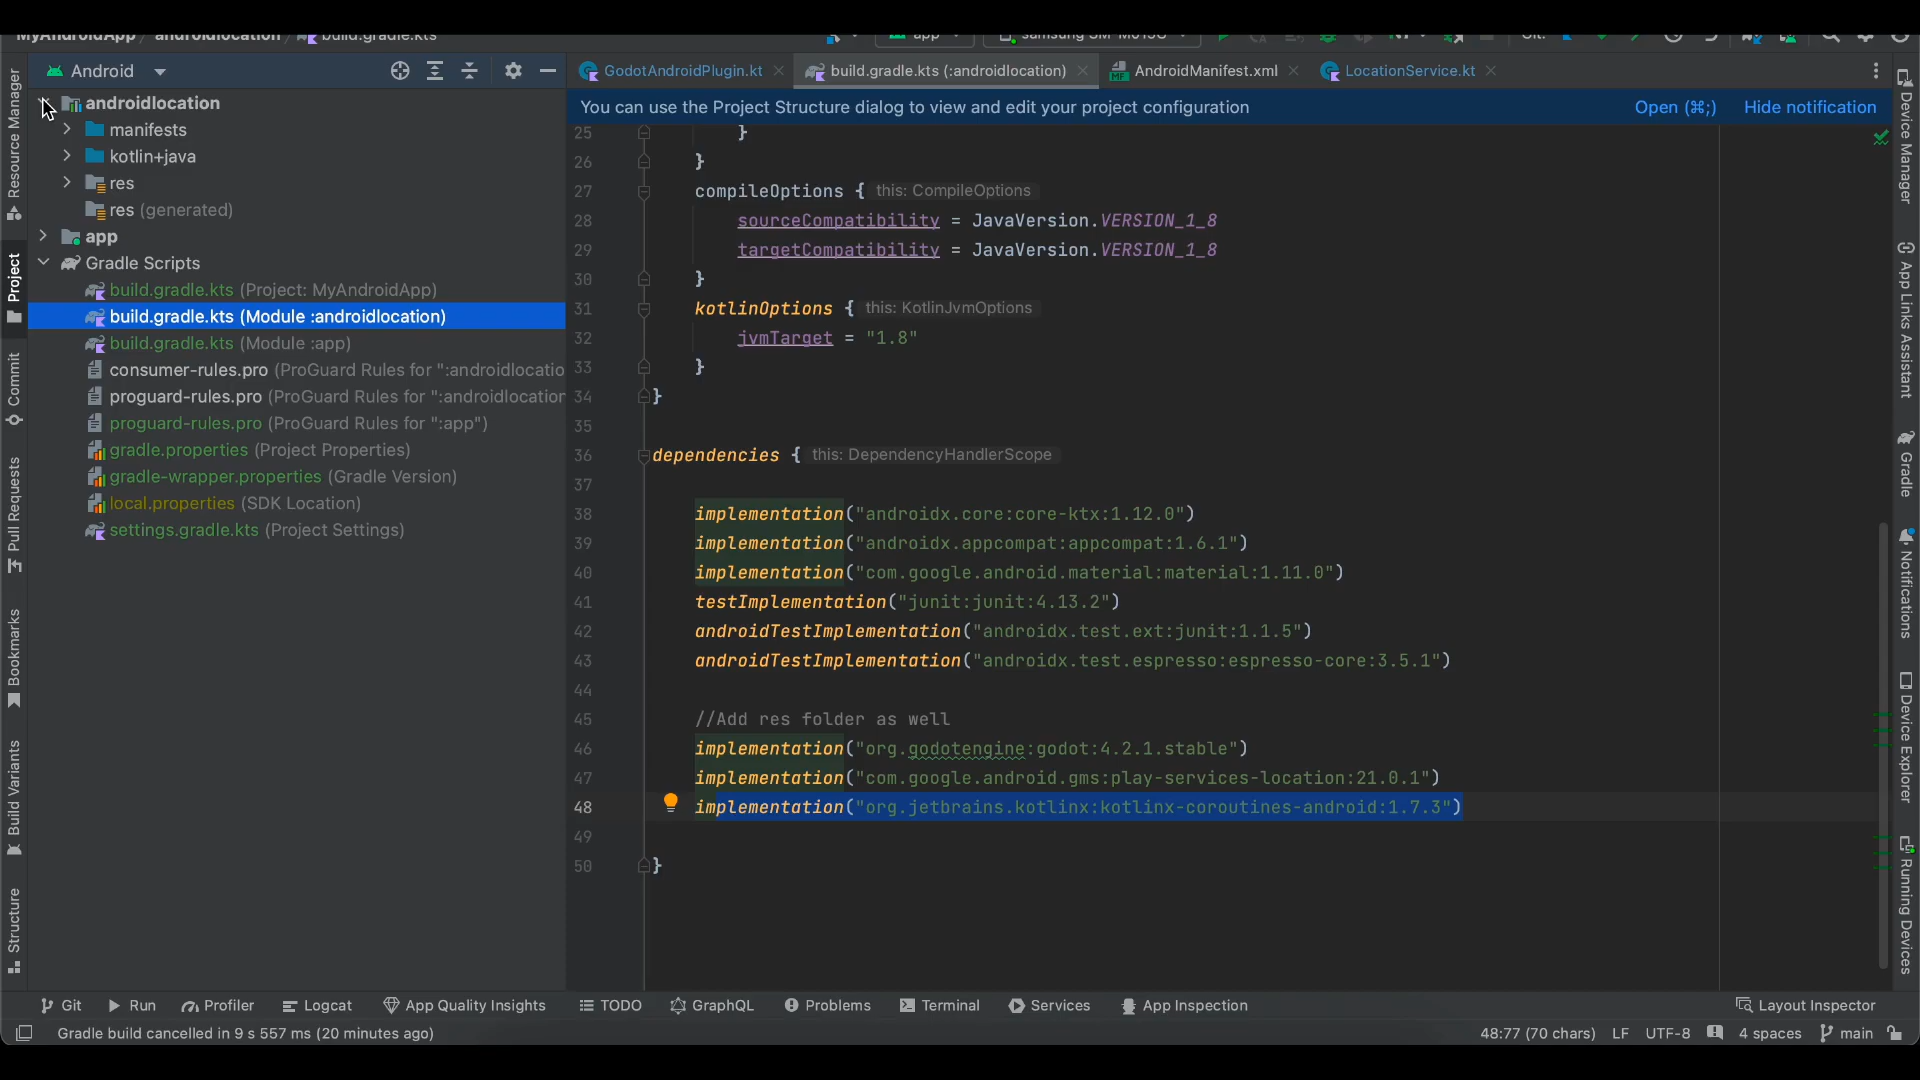 MyAndroidApp / androidlocation / build.gradle.kts
app
samsung SM-M015G
Git:
Android
GodotAndroidPlugin.kt
build.gradle.kts (:androidlocation)
AndroidManifest.xml
LocationService.kt
You can use the Project Structure dialog to view and edit your project configuration
Open (⌘;)
Hide notification
Resource Manager
Project
Commit
Pull Requests
Bookmarks
Build Variants
Structure
androidlocation
manifests
kotlin+java
res
res (generated)
app
Gradle Scripts
build.gradle.kts (Project: MyAndroidApp)
build.gradle.kts (Module :androidlocation)
build.gradle.kts (Module :app)
consumer-rules.pro (ProGuard Rules for ":androidlocatio
proguard-rules.pro (ProGuard Rules for ":androidlocation
proguard-rules.pro (ProGuard Rules for ":app")
gradle.properties (Project Properties)
gradle-wrapper.properties (Gradle Version)
local.properties (SDK Location)
settings.gradle.kts (Project Settings)
25 }
26 }
27 compileOptions { this: CompileOptions
28 sourceCompatibility = JavaVersion.VERSION_1_8
29 targetCompatibility = JavaVersion.VERSION_1_8
30 }
31 kotlinOptions { this: KotlinJvmOptions
32 jvmTarget = "1.8"
33 }
34 }
35
36 dependencies { this: DependencyHandlerScope
37
38 implementation("androidx.core:core-ktx:1.12.0")
39 implementation("androidx.appcompat:appcompat:1.6.1")
40 implementation("com.google.android.material:material:1.11.0")
41 testImplementation("junit:junit:4.13.2")
42 androidTestImplementation("androidx.test.ext:junit:1.1.5")
43 androidTestImplementation("androidx.test.espresso:espresso-core:3.5.1")
44
45 //Add res folder as well
46 implementation("org.godotengine:godot:4.2.1.stable")
47 implementation("com.google.android.gms:play-services-location:21.0.1")
48 implementation("org.jetbrains.kotlinx:kotlinx-coroutines-android:1.7.3")
49
50 }
Device Manager
App Links Assistant
Gradle
Notifications
Device Explorer
Running Devices
Git
Run
Profiler
Logcat
App Quality Insights
TODO
GraphQL
Problems
Terminal
Services
App Inspection
Layout Inspector
Gradle build cancelled in 9 s 557 ms (20 minutes ago)
48:77 (70 chars)
LF
UTF-8
4 spaces
main